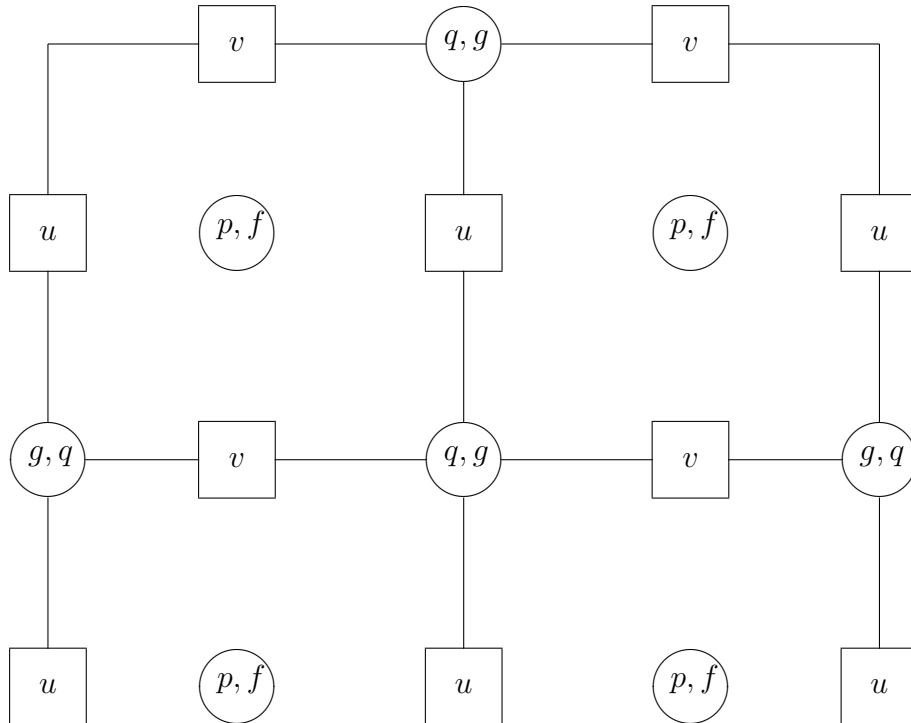 v q, g v
u p, f u p, f u
g, q v q, g v g, q
u p, f u p, f u